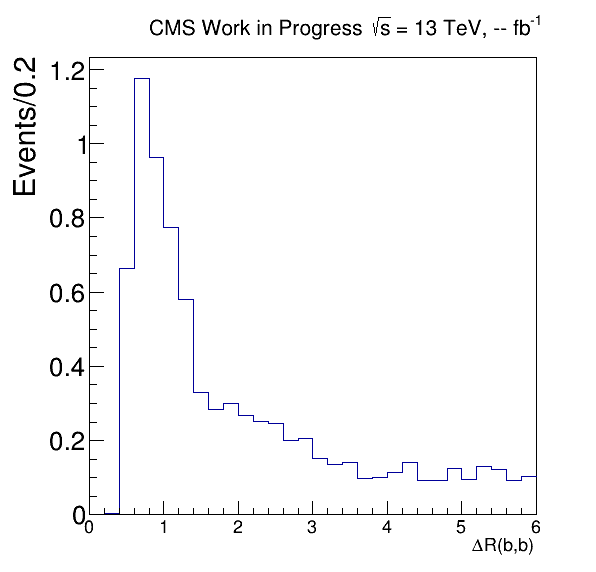 CMS Work in Progress √s = 13 TeV, -- fb⁻¹
Events/0.2
1.2
1
0.8
0.6
0.4
0.2
0
0 1 2 3 4 5 6
ΔR(b,b)